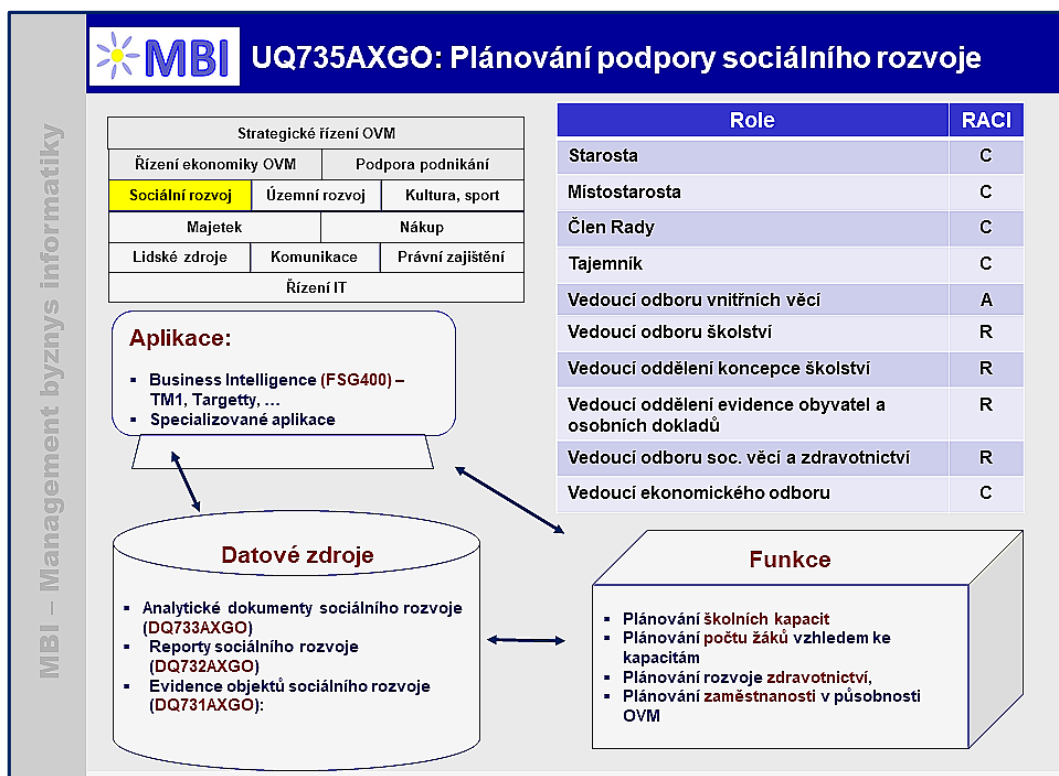 MBI
UQ735AXGO: Plánování podpory sociálního rozvoje
MBI – Management byznys informatiky
Strategické řízení OVM
Řízení ekonomiky OVM
Podpora podnikání
Sociální rozvoj
Územní rozvoj
Kultura, sport
Majetek
Nákup
Lidské zdroje
Komunikace
Právní zajištění
Řízení IT
Role RACI
Starosta C
Místostarosta C
Člen Rady C
Tajemník C
Vedoucí odboru vnitřních věcí A
Vedoucí odboru školství R
Vedoucí oddělení koncepce školství R
Vedoucí oddělení evidence obyvatel a R
osobních dokladů
Vedoucí odboru soc. věcí a zdravotnictví R
Vedoucí ekonomického odboru C
Aplikace:
▪ Business Intelligence (FSG400) –
TM1, Targetty, …
▪ Specializované aplikace
Datové zdroje
▪ Analytické dokumenty sociálního rozvoje
(DQ733AXGO)
▪ Reporty sociálního rozvoje
(DQ732AXGO)
▪ Evidence objektů sociálního rozvoje
(DQ731AXGO):
Funkce
▪ Plánování školních kapacit
▪ Plánování počtu žáků vzhledem ke
kapacitám
▪ Plánování rozvoje zdravotnictví,
▪ Plánování zaměstnanosti v působnosti
OVM